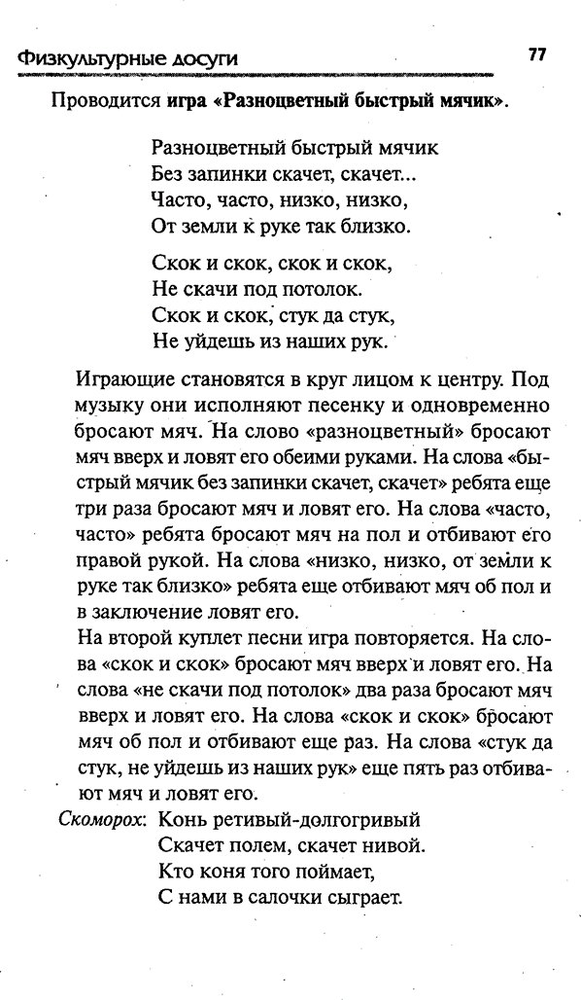 Физкультурные досуги 77
Проводится игра «Разноцветный быстрый мячик».
Разноцветный быстрый мячик
Без запинки скачет, скачет...
Часто, часто, низко, низко,
От земли к руке так близко.
Скок и скок, скок и скок,
Не скачи под потолок.
Скок и скок, стук да стук,
Не уйдешь из наших рук.
Играющие становятся в круг лицом к центру. Под
музыку они исполняют песенку и одновременно
бросают мяч. На слово «разноцветный» бросают
мяч вверх и ловят его обеими руками. На слова «бы-
стрый мячик без запинки скачет, скачет» ребята еще
три раза бросают мяч и ловят его. На слова «часто,
часто» ребята бросают мяч на пол и отбивают его
правой рукой. На слова «низко, низко, от земли к
руке так близко» ребята еще отбивают мяч об пол и
в заключение ловят его.
На второй куплет песни игра повторяется. На сло-
ва «скок и скок» бросают мяч вверх и ловят его. На
слова «не скачи под потолок» два раза бросают мяч
вверх и ловят его. На слова «скок и скок» бросают
мяч об пол и отбивают еще раз. На слова «стук да
стук, не уйдешь из наших рук» еще пять раз отбива-
ют мяч и ловят его.
Скоморох: Конь ретивый-долгогривый
Скачет полем, скачет нивой.
Кто коня того поймает,
С нами в салочки сыграет.